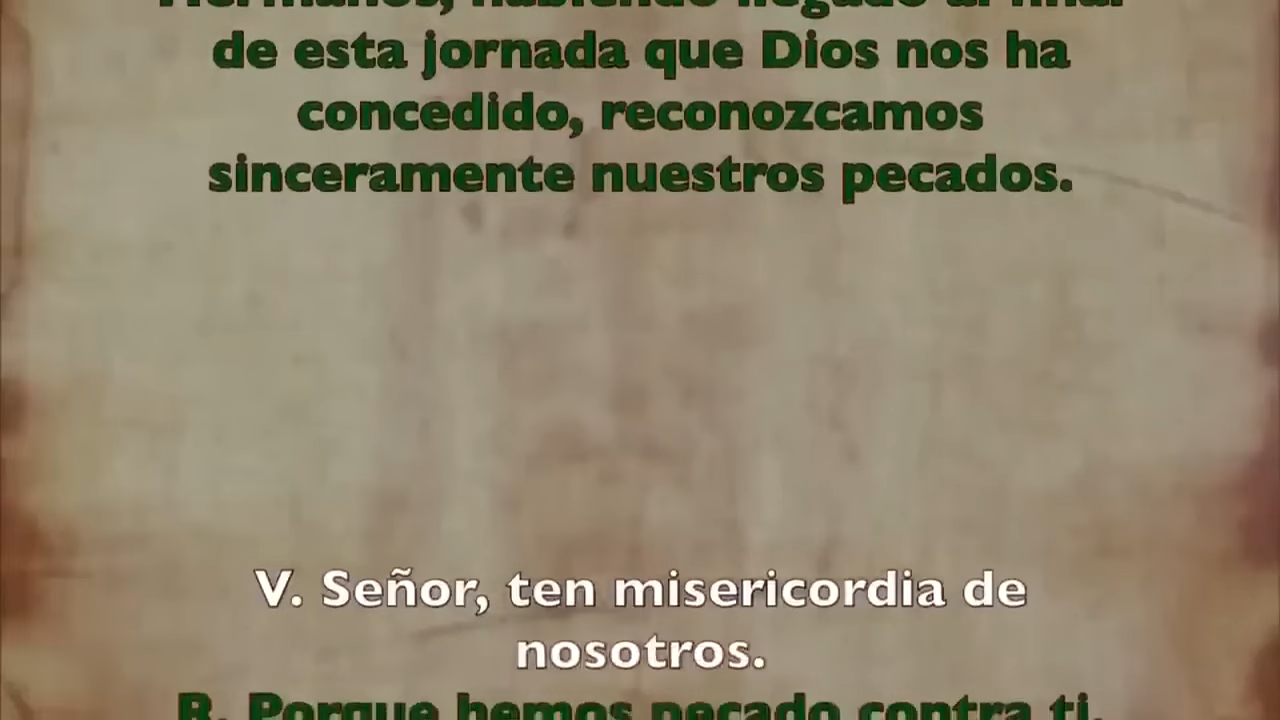 Hermanos, habiendo llegado al final
de esta jornada que Dios nos ha
concedido, reconozcamos
sinceramente nuestros pecados.
V. Señor, ten misericordia de
nosotros.
R. Porque hemos pecado contra ti.